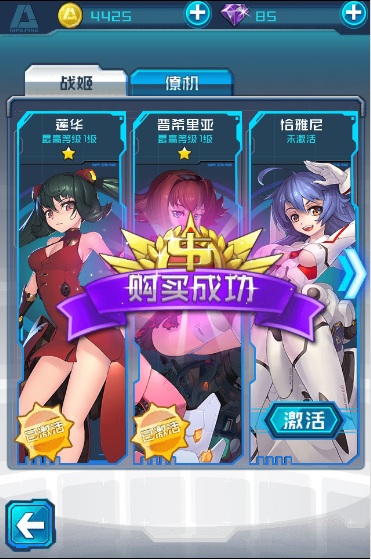 4425
85
战姬
僚机
莲华
最高等级1级
普希里亚
最高等级1级
恰雅尼
未激活
购买成功
已激活
已激活
激活